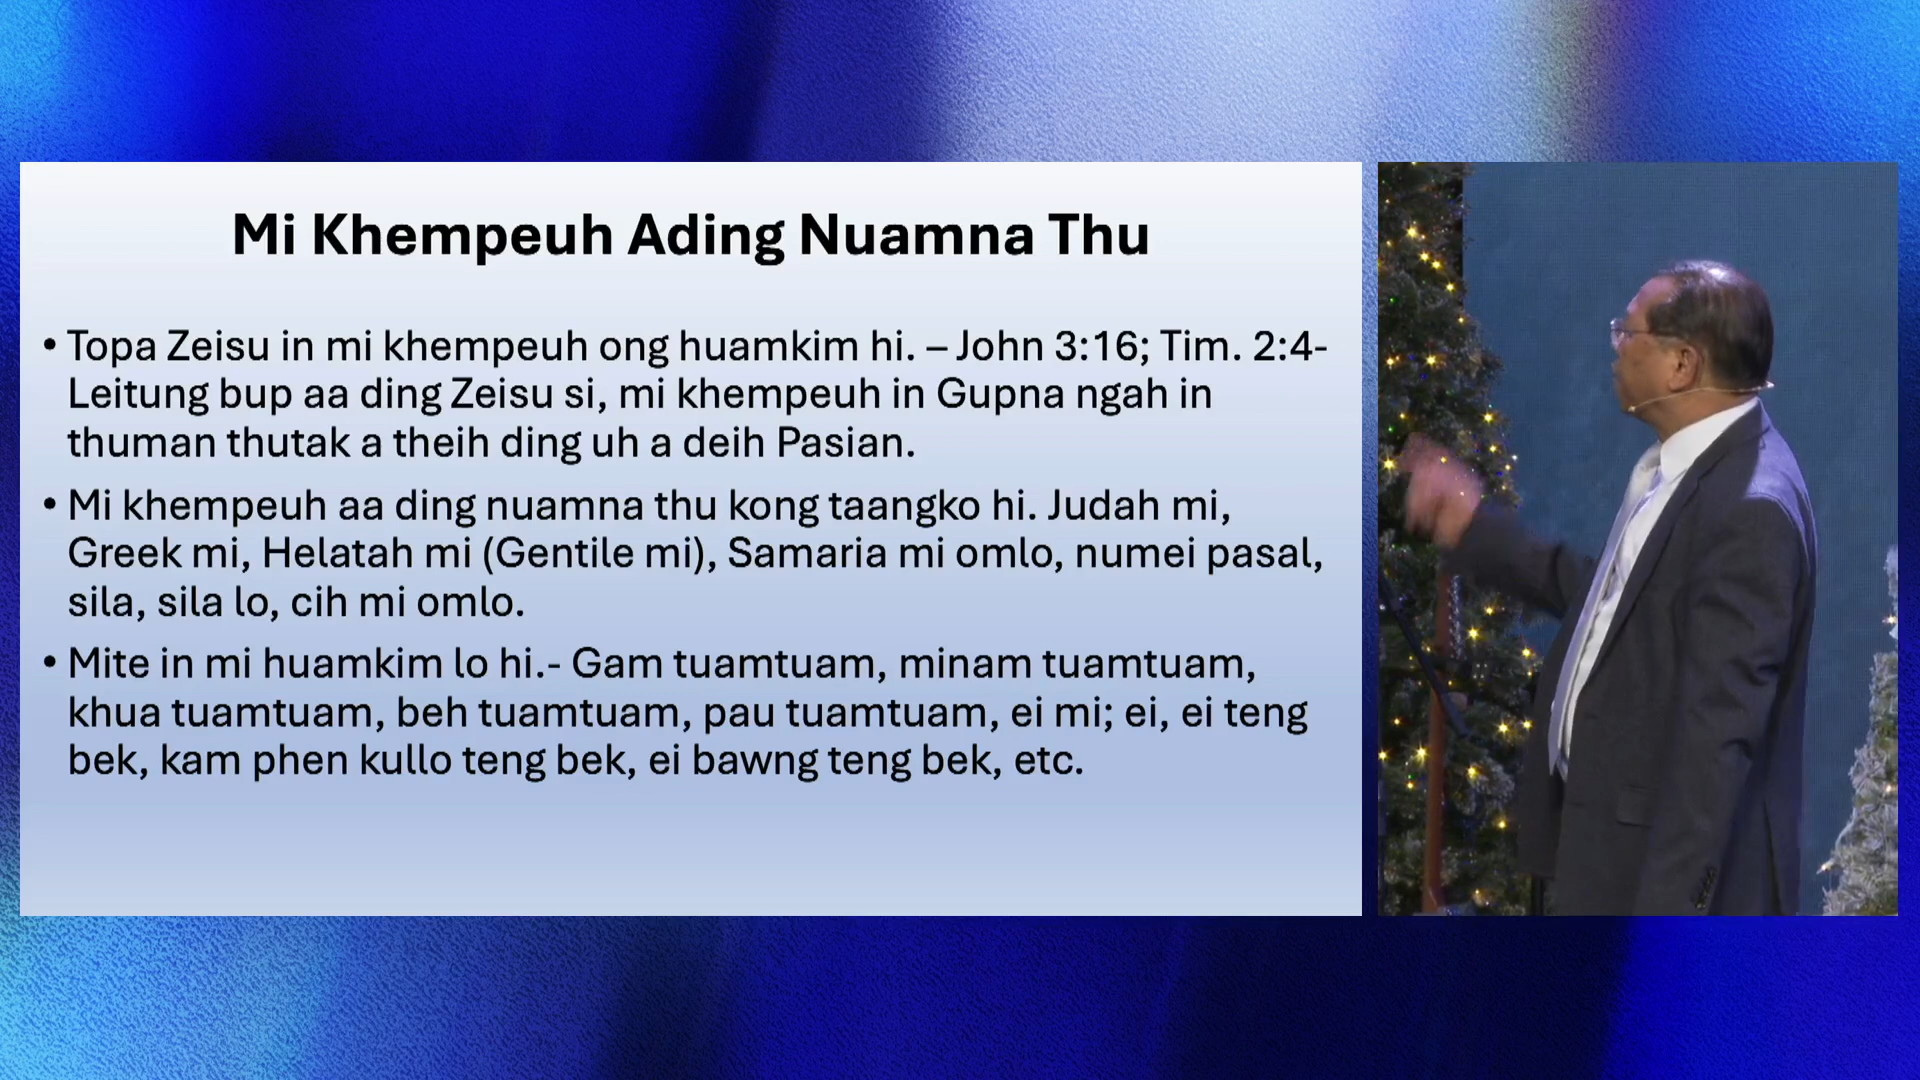 Mi Khempeuh Ading Nuamna Thu
• Topa Zeisu in mi khempeuh ong huamkim hi. – John 3:16; Tim. 2:4-
Leitung bup aa ding Zeisu si, mi khempeuh in Gupna ngah in
thuman thutak a theih ding uh a deih Pasian.
• Mi khempeuh aa ding nuamna thu kong taangko hi. Judah mi,
Greek mi, Helatah mi (Gentile mi), Samaria mi omlo, numei pasal,
sila, sila lo, cih mi omlo.
• Mite in mi huamkim lo hi.- Gam tuamtuam, minam tuamtuam,
khua tuamtuam, beh tuamtuam, pau tuamtuam, ei mi; ei, ei teng
bek, kam phen kullo teng bek, ei bawng teng bek, etc.